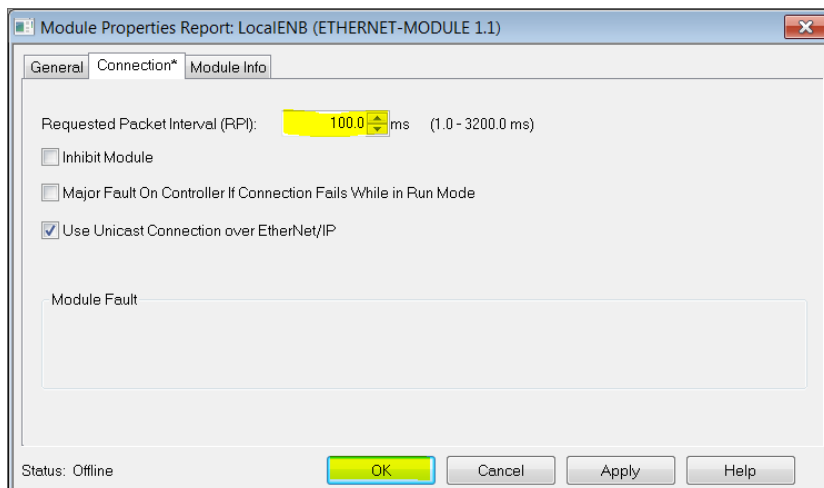 Module Properties Report: LocalENB (ETHERNET-MODULE 1.1)
General Connection* Module Info
Requested Packet Interval (RPI): 100.0 ms (1.0 - 3200.0 ms)
Inhibit Module
Major Fault On Controller If Connection Fails While in Run Mode
Use Unicast Connection over EtherNet/IP
Module Fault
Status: Offline OK Cancel Apply Help